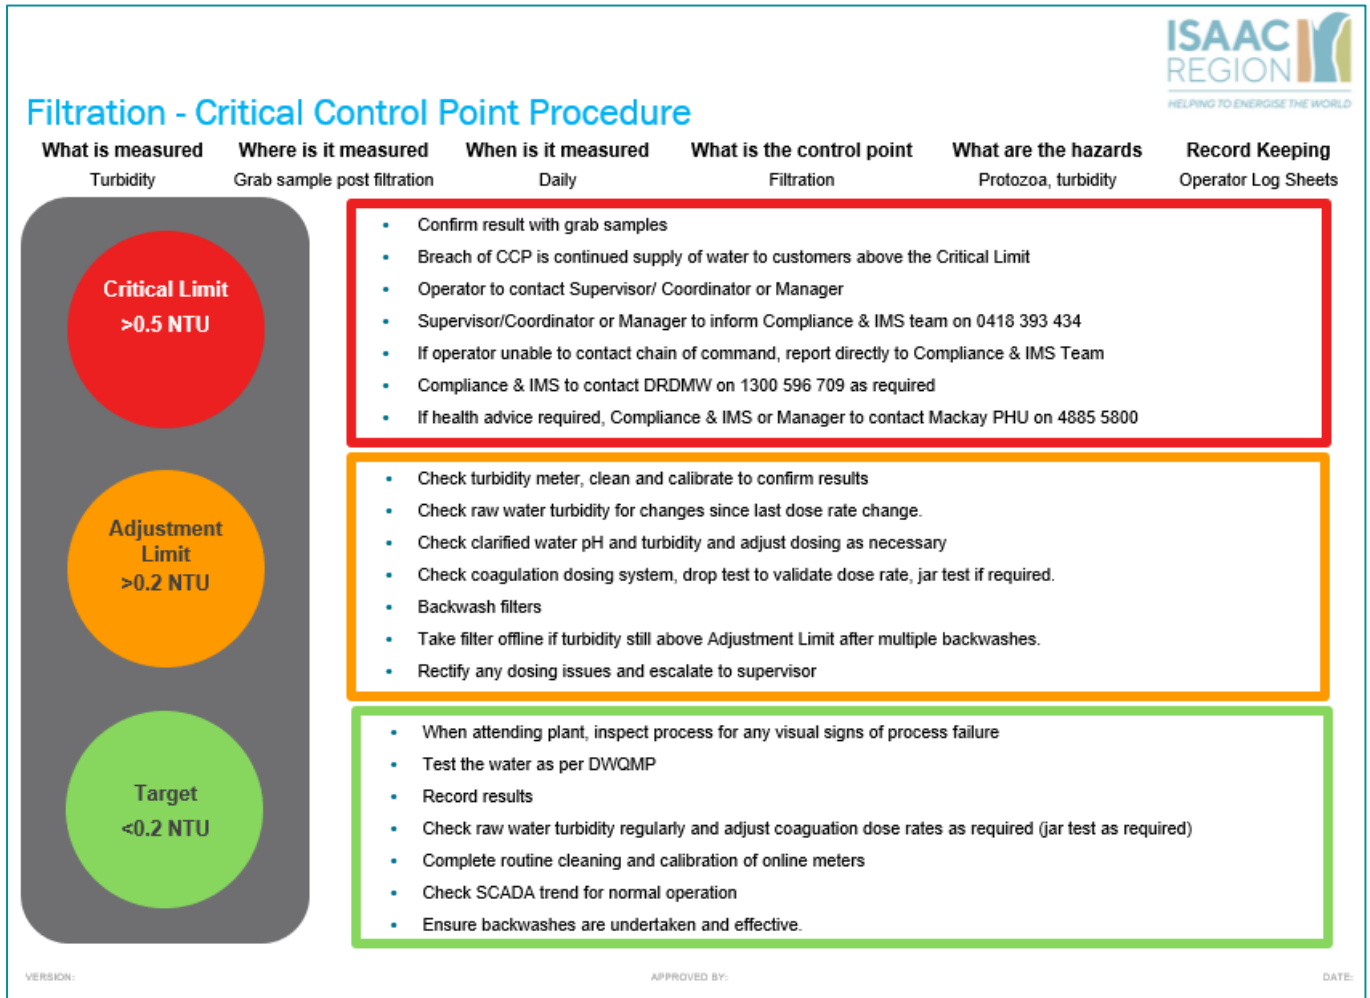 ISAAC
REGION
HELPING TO ENERGISE THE WORLD
Filtration - Critical Control Point Procedure
What is measured Where is it measured When is it measured What is the control point What are the hazards Record Keeping
Turbidity Grab sample post filtration Daily Filtration Protozoa, turbidity Operator Log Sheets
Critical Limit
>0.5 NTU
• Confirm result with grab samples
• Breach of CCP is continued supply of water to customers above the Critical Limit
• Operator to contact Supervisor/ Coordinator or Manager
• Supervisor/Coordinator or Manager to inform Compliance & IMS team on 0418 393 434
• If operator unable to contact chain of command, report directly to Compliance & IMS Team
• Compliance & IMS to contact DRDMW on 1300 596 709 as required
• If health advice required, Compliance & IMS or Manager to contact Mackay PHU on 4885 5800
Adjustment
Limit
>0.2 NTU
• Check turbidity meter, clean and calibrate to confirm results
• Check raw water turbidity for changes since last dose rate change.
• Check clarified water pH and turbidity and adjust dosing as necessary
• Check coagulation dosing system, drop test to validate dose rate, jar test if required.
• Backwash filters
• Take filter offline if turbidity still above Adjustment Limit after multiple backwashes.
• Rectify any dosing issues and escalate to supervisor
Target
<0.2 NTU
• When attending plant, inspect process for any visual signs of process failure
• Test the water as per DWQMP
• Record results
• Check raw water turbidity regularly and adjust coaguation dose rates as required (jar test as required)
• Complete routine cleaning and calibration of online meters
• Check SCADA trend for normal operation
• Ensure backwashes are undertaken and effective.
VERSION: APPROVED BY: DATE: